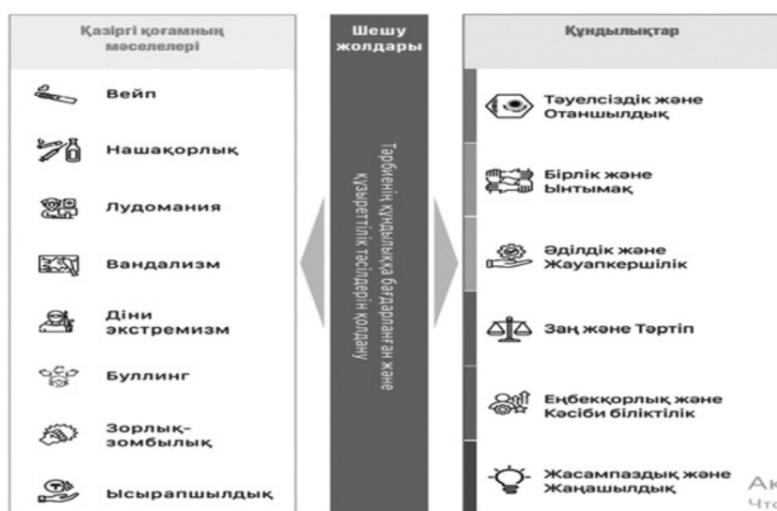 Қазіргі қоғамның
мәселелері
Вейп
Нашақорлық
Лудомания
Вандализм
Діни
экстремизм
Буллинг
Зорлық-
зомбылық
Ысырапшылдық
Шешу
жолдары
Тәрбиенің құндылыққа бағдарланған және
құзыреттілік тәсілдерін қолдану
Құндылықтар
Тәуелсіздік және
Отаншылдық
Бірлік және
Ынтымақ
Әділдік және
Жауапкершілік
Заң және Тәртіп
Еңбекқорлық және
Кәсіби біліктілік
Жасампаздық және
Жаңашылдық
Ак
Что